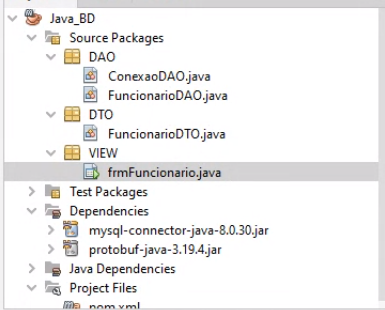 Java_BD
Source Packages
DAO
ConexaoDAO.java
FuncionarioDAO.java
DTO
FuncionarioDTO.java
VIEW
frmFuncionario.java
Test Packages
Dependencies
mysql-connector-java-8.0.30.jar
protobuf-java-3.19.4.jar
Java Dependencies
Project Files
pom.xml